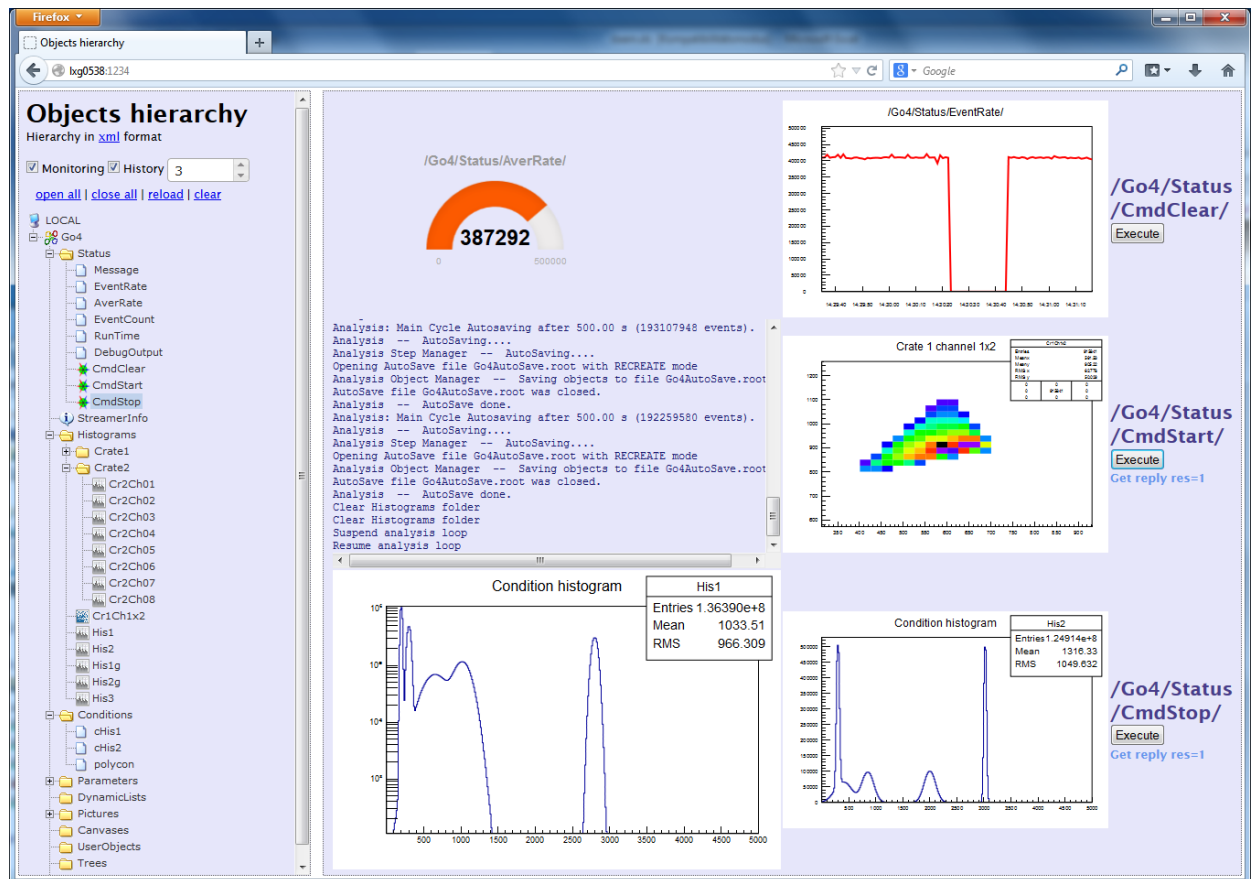 Firefox
Objects hierarchy
lxg0538:1234
Google
Objects hierarchy
Hierarchy in xml format
Monitoring History 3
open all | close all | reload | clear
LOCAL
Go4
Status
Message
EventRate
AverRate
EventCount
RunTime
DebugOutput
CmdClear
CmdStart
CmdStop
StreamerInfo
Histograms
Crate1
Crate2
Cr2Ch01
Cr2Ch02
Cr2Ch03
Cr2Ch04
Cr2Ch05
Cr2Ch06
Cr2Ch07
Cr2Ch08
Cr1Ch1x2
His1
His2
His1g
His2g
His3
Conditions
cHis1
cHis2
polycon
Parameters
DynamicLists
Pictures
Canvases
UserObjects
Trees
/Go4/Status/AverRate/
387292
0 500000
/Go4/Status/EventRate/
/Go4/Status
/CmdClear/
Execute
Analysis: Main Cycle Autosaving after 500.00 s (193107948 events).
Analysis -- AutoSaving....
Analysis Step Manager -- AutoSaving....
Opening AutoSave file Go4AutoSave.root with RECREATE mode
Analysis Object Manager -- Saving objects to file Go4AutoSave.root
AutoSave file Go4AutoSave.root was closed.
Analysis -- AutoSave done.
Analysis: Main Cycle Autosaving after 500.00 s (192259580 events).
Analysis -- AutoSaving....
Analysis Step Manager -- AutoSaving....
Opening AutoSave file Go4AutoSave.root with RECREATE mode
Analysis Object Manager -- Saving objects to file Go4AutoSave.root
AutoSave file Go4AutoSave.root was closed.
Analysis -- AutoSave done.
Clear Histograms folder
Clear Histograms folder
Suspend analysis loop
Resume analysis loop
Crate 1 channel 1x2
/Go4/Status
/CmdStart/
Execute
Get reply res=1
Condition histogram
His1
Entries 1.36390e+8
Mean 1033.51
RMS 966.309
500 1000 1500 2000 2500 3000 3500 4000 4500 5000
Condition histogram
His2
Entries 1.24914e+8
Mean 1316.33
RMS 1049.632
500 1000 1500 2000 2500 3000 3500 4000 4500 5000
/Go4/Status
/CmdStop/
Execute
Get reply res=1